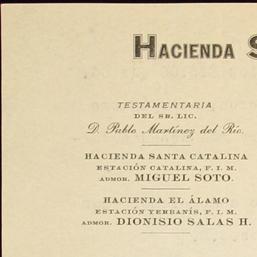 HACIENDA S
TESTAMENTARIA
DEL SR. LIC.
D. Pablo Martínez del Río.
HACIENDA SANTA CATALINA
ESTACIÓN CATALINA, F. I. M.
ADMOR. MIGUEL SOTO.
HACIENDA EL ÁLAMO
ESTACIÓN YERBANÍS, F. I. M.
ADMOR. DIONISIO SALAS H.